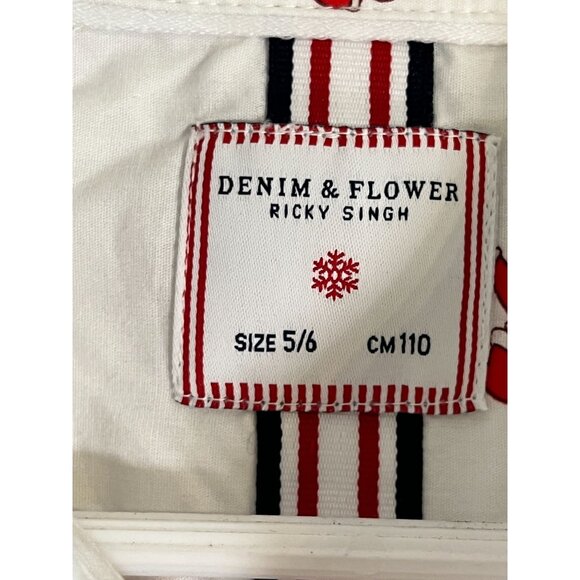 DENIM & FLOWER
RICKY SINGH
SIZE 5/6 CM 110